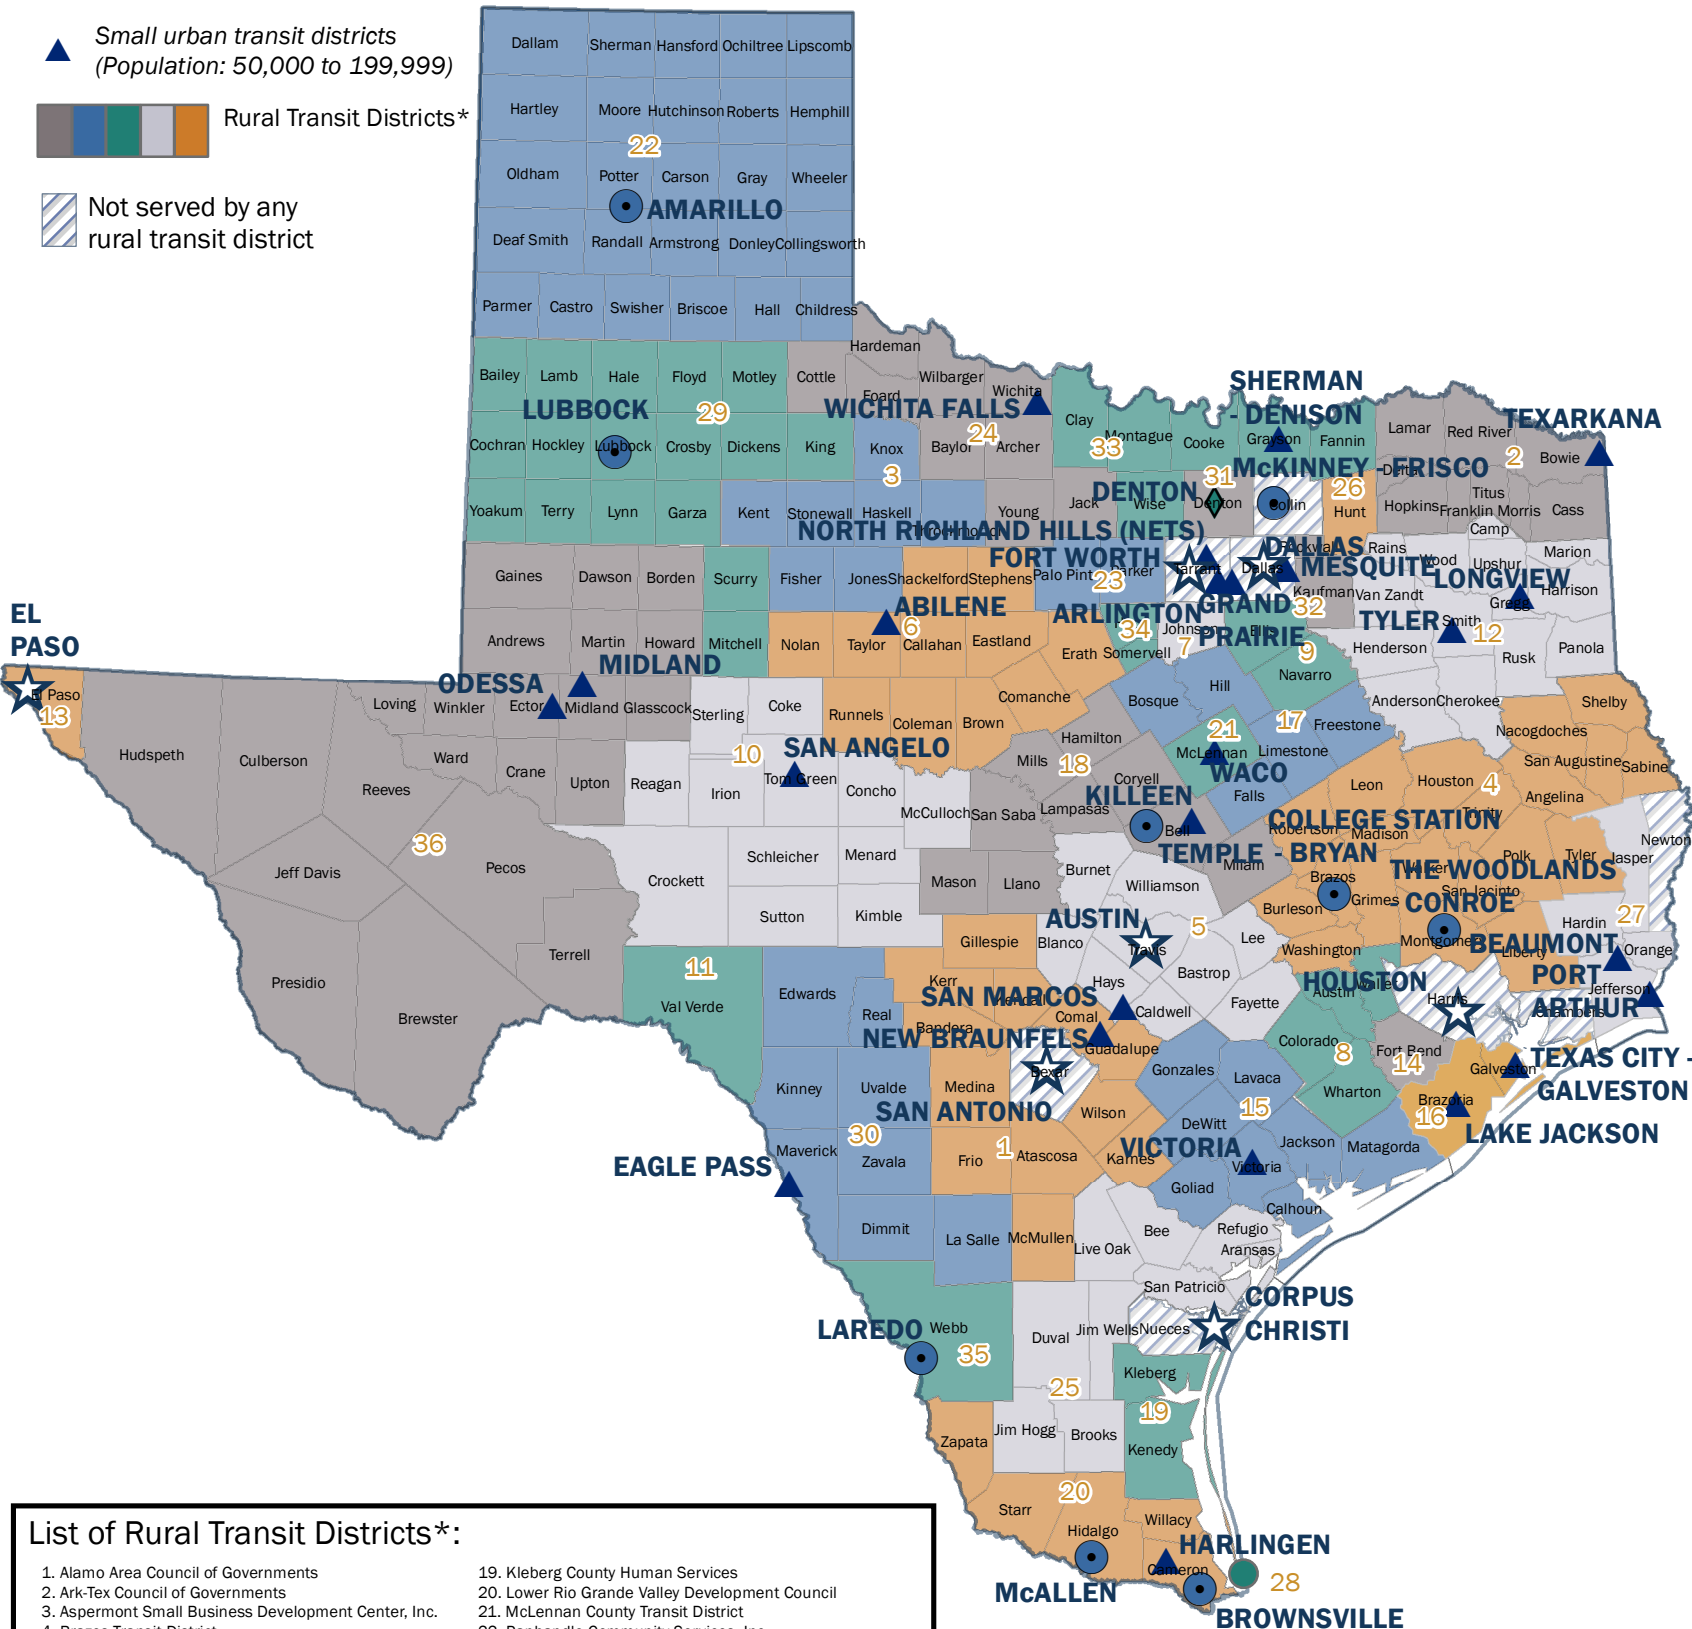 Small urban transit districts
(Population: 50,000 to 199,999)
Rural Transit Districts*
Not served by any
rural transit district
Dallam Sherman Hansford Ochiltree Lipscomb
Hartley Moore Hutchinson Roberts Hemphill
22
Oldham Potter Carson Gray Wheeler
AMARILLO
Deaf Smith Randall Armstrong Donley Collingsworth
Parmer Castro Swisher Briscoe Hall Childress
Hardeman
Bailey Lamb Hale Floyd Motley Cottle Foard Wilbarger Wichita
SHERMAN
- DENISON
LUBBOCK 29 WICHITA FALLS
TEXARKANA
Clay Montague Cooke Grayson Fannin Lamar Red River Bowie
24 33 2
Cochran Hockley Lubbock Crosby Dickens King Knox Baylor Archer
3 31 26
McKINNEY - FRISCO
Delta
DENTON
Yoakum Terry Lynn Garza Kent Stonewall Haskell Throckmorton Young Jack Wise Denton Collin Hunt Hopkins Titus Franklin Morris Cass
Camp
NORTH RICHLAND HILLS (NETS)
FORT WORTH
DALLAS
MESQUITE
Gaines Dawson Borden Scurry Fisher Jones Shackelford Stephens Palo Pinto Parker Tarrant Dallas Rockwall Rains Wood Upshur Marion
23
Kaufman Van Zandt Gregg Harrison
LONGVIEW
EL
PASO
ABILENE
6
ARLINGTON
GRAND
PRAIRIE
32
TYLER
12
Andrews Martin Howard Mitchell Nolan Taylor Callahan Eastland Erath Somervell Johnson Ellis Henderson Smith Rusk Panola
34 7 9
MIDLAND
ODESSA
El Paso
13
Hudspeth Culberson Loving Winkler Ector Midland Glasscock Sterling Coke Runnels Coleman Brown Comanche Bosque Hill Navarro Anderson Cherokee Shelby
Reeves Ward Crane Upton Reagan Irion Tom Green Concho McCulloch San Saba Mills Hamilton Coryell Lampasas McLennan Limestone Freestone Nacogdoches
10
SAN ANGELO
18 21 17
WACO
Falls Leon Houston San Augustine Sabine Angelina
4
Trinity
KILLEEN
Bell
TEMPLE
COLLEGE STATION
- BRYAN
Robertson Madison Newton
36
Jeff Davis Pecos Crockett Schleicher Menard Mason Llano Burnet Williamson Milam Brazos Walker Polk Tyler Jasper
THE WOODLANDS
- CONROE
San Jacinto
Sutton Kimble Gillespie Blanco Travis Lee Burleson Grimes Washington Montgomery Liberty Hardin Orange
AUSTIN
5 27
BEAUMONT
PORT
ARTHUR
Jefferson
Chambers
Presidio Brewster Terrell
11
Val Verde Edwards Real Kerr Kendall Bandera Hays Bastrop Caldwell Fayette Austin Waller Harris
HOUSTON
SAN MARCOS
Comal
NEW BRAUNFELS
Guadalupe
Colorado
8
Fort Bend
14
Galveston
TEXAS CITY -
GALVESTON
Kinney Uvalde Medina Bexar Gonzales Lavaca Wharton Brazoria
16
SAN ANTONIO
Wilson DeWitt
15
LAKE JACKSON
30 1
VICTORIA
EAGLE PASS
Maverick Zavala Frio Atascosa Karnes Victoria Jackson Matagorda
Goliad Calhoun
Dimmit La Salle McMullen Live Oak Bee Refugio
Aransas
San Patricio
CORPUS
CHRISTI
LAREDO
Webb
35
Duval Jim Wells Nueces
Kleberg
25
19
Zapata Jim Hogg Brooks Kenedy
20
Starr Hidalgo Willacy
HARLINGEN
Cameron
28
McALLEN
BROWNSVILLE
List of Rural Transit Districts*:
1. Alamo Area Council of Governments
2. Ark-Tex Council of Governments
3. Aspermont Small Business Development Center, Inc.
4. Brazos Transit District
19. Kleberg County Human Services
20. Lower Rio Grande Valley Development Council
21. McLennan County Transit District
22. Panhandle Community Services, Inc.